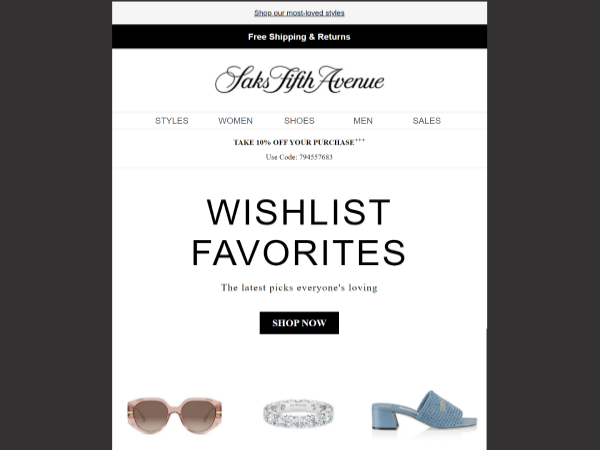 Shop our most-loved styles
Free Shipping & Returns
Saks Fifth Avenue
STYLES WOMEN SHOES MEN SALES
TAKE 10% OFF YOUR PURCHASE+++
Use Code: 794557683
WISHLIST
FAVORITES
The latest picks everyone's loving
SHOP NOW